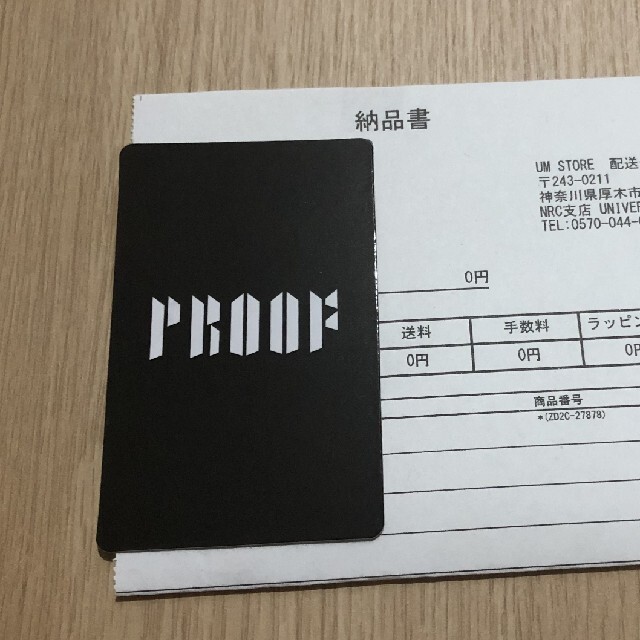 納品書
UM STORE 配送
〒243-0211
神奈川県厚木市
NRC支店 UNIVER
TEL:0570-044-
0円
送料 手数料 ラッピン
0円 0円 0円
商品番号
*(ZD2C-27878)
PROOF